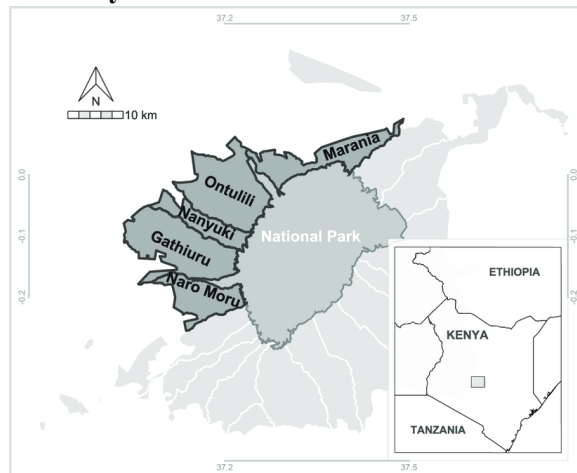 37.2 37.5
N
10 km
Marania
0.0 0.0
Ontulili
Nanyuki
National Park
-0.1 -0.1
Gathiuru
Naro Moru
-0.2 -0.2
ETHIOPIA
KENYA
TANZANIA
37.2 37.5